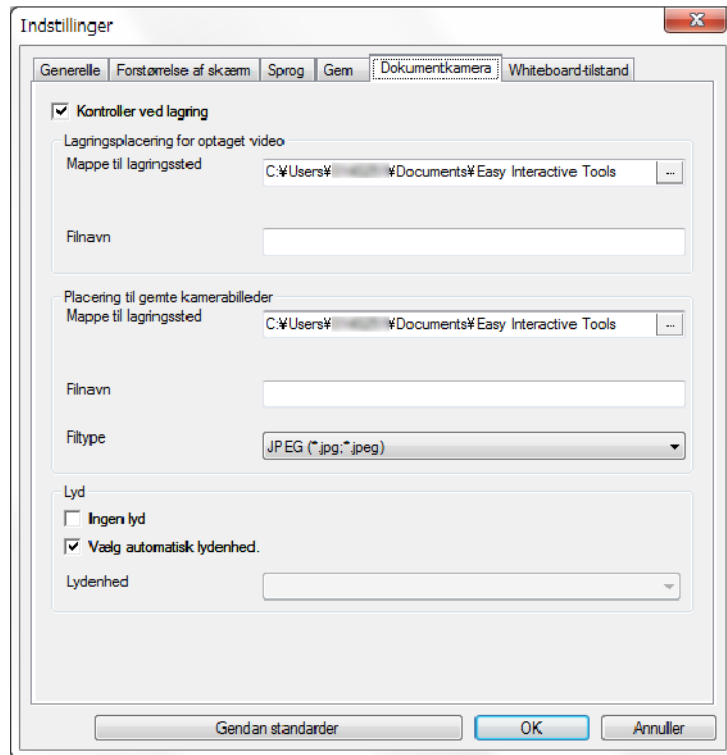 Indstillinger
Generelle Forstørrelse af skærm Sprog Gem Dokumentkamera Whiteboard-tilstand
Kontroller ved lagring
Lagringsplacering for optaget video
Mappe til lagringssted C:¥Users¥ ¥Documents¥Easy Interactive Tools ...
Filnavn
Placering til gemte kamerabilleder
Mappe til lagringssted C:¥Users¥ ¥Documents¥Easy Interactive Tools ...
Filnavn
Filtype JPEG (*.jpg;*.jpeg)
Lyd
Ingen lyd
Vælg automatisk lydenhed.
Lydenhed
Gendan standarder OK Annuller